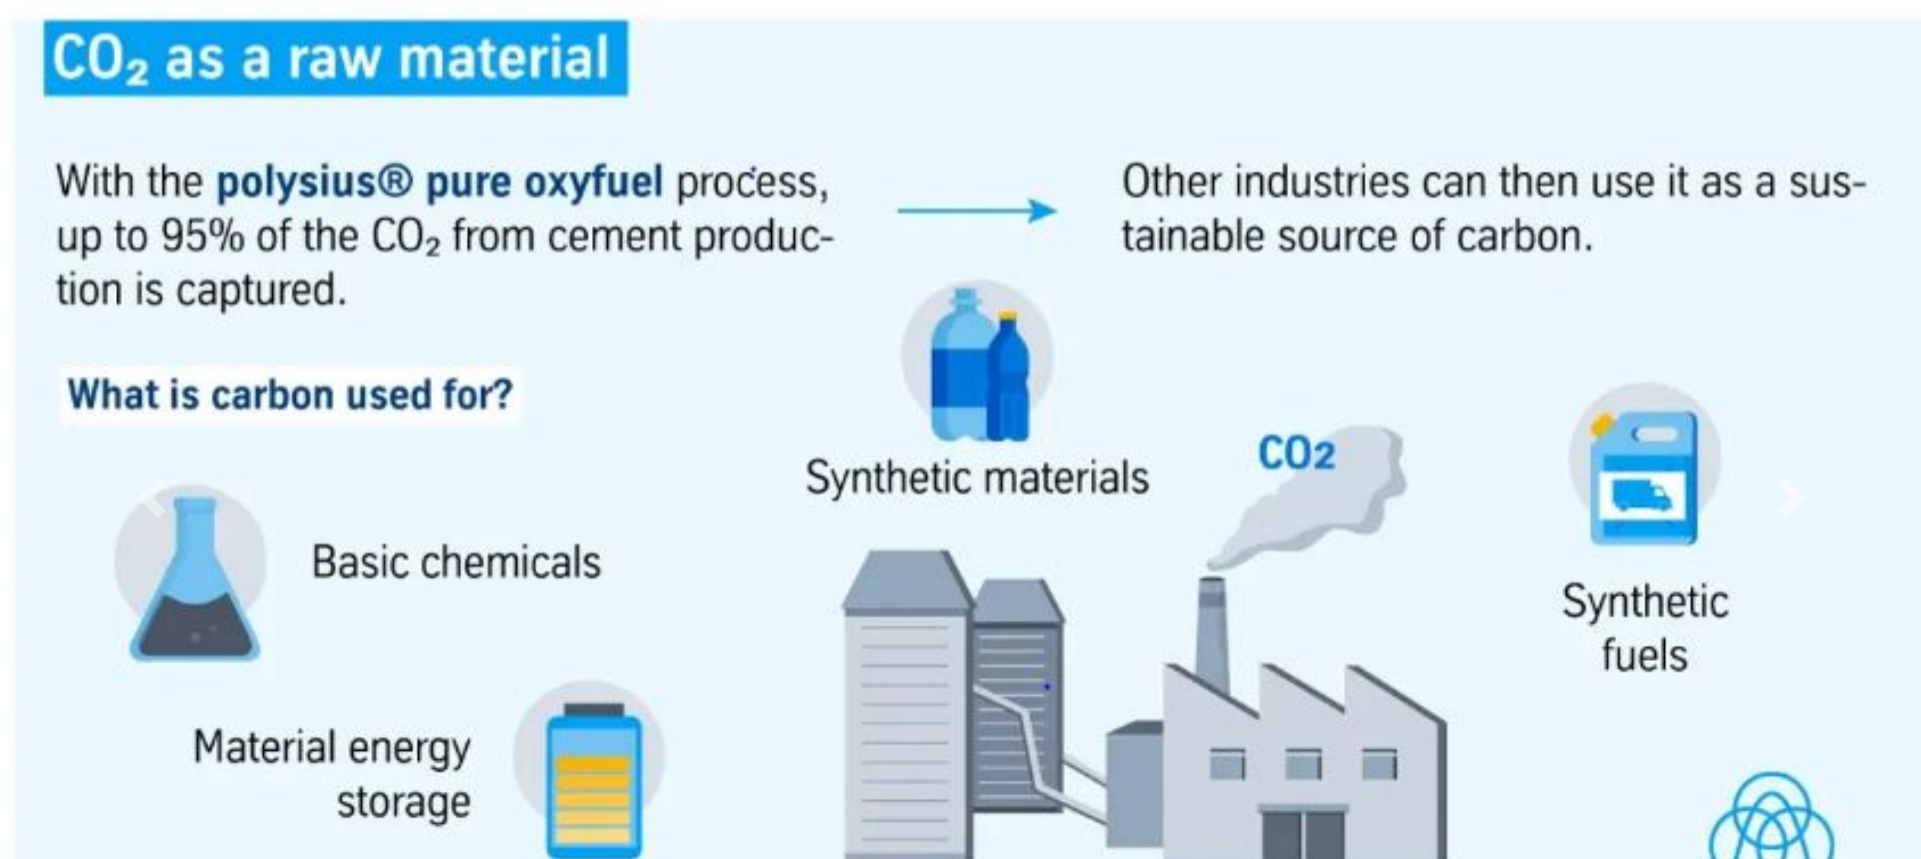 CO₂ as a raw material
With the polysius® pure oxyfuel process,
up to 95% of the CO₂ from cement produc-
tion is captured.
Other industries can then use it as a sus-
tainable source of carbon.
What is carbon used for?
Synthetic materials
CO2
Basic chemicals
Synthetic
fuels
Material energy
storage